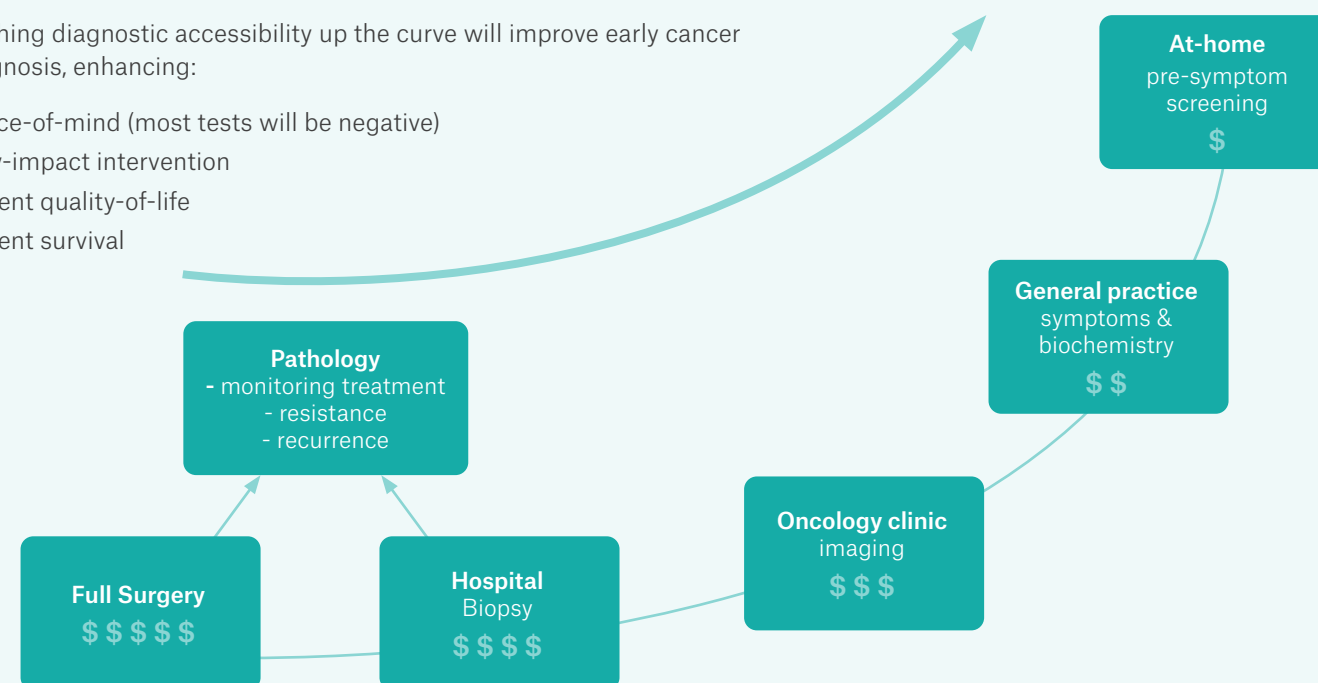 ning diagnostic accessibility up the curve will improve early cancer
gnosis, enhancing:
ce-of-mind (most tests will be negative)
-impact intervention
ent quality-of-life
ent survival
At-home
pre-symptom
screening
$
General practice
symptoms &
biochemistry
$ $
Pathology
- monitoring treatment
- resistance
- recurrence
Oncology clinic
imaging
$ $ $
Full Surgery
$ $ $ $ $
Hospital
Biopsy
$ $ $ $